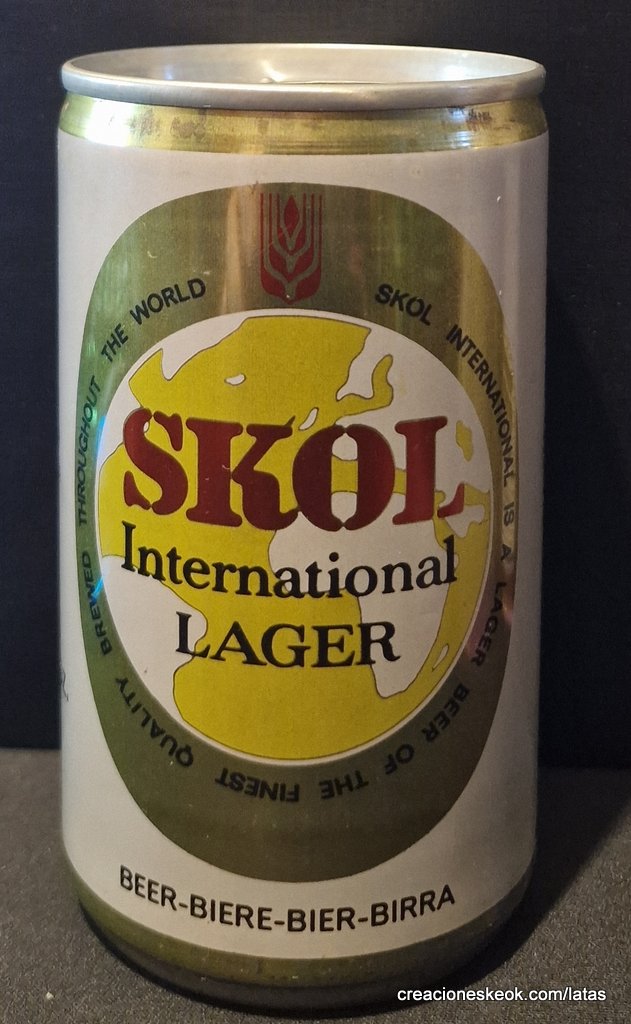 SKOL INTERNATIONAL IS A LAGER BEER OF THE FINEST QUALITY BREWED THROUGHOUT THE WORLD
SKOL
International
LAGER
BEER-BIERE-BIER-BIRRA
creacioneskeok.com/latas